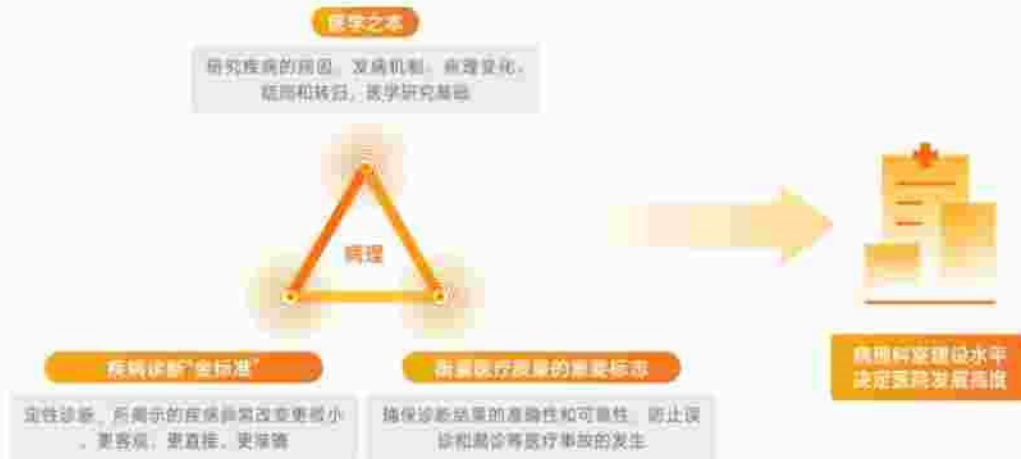 医学之本
研究疾病的病因、发病机制、病理变化、
结局和转归，医学研究基础
病理
疾病诊断“金标准”
衡量医疗质量的重要标志
定性诊断，所揭示的疾病异常改变更微小
、更客观、更直接、更准确
确保诊断结果的准确性和可靠性，防止误
诊和漏诊等医疗事故的发生
病理科室建设水平
决定医院发展高度